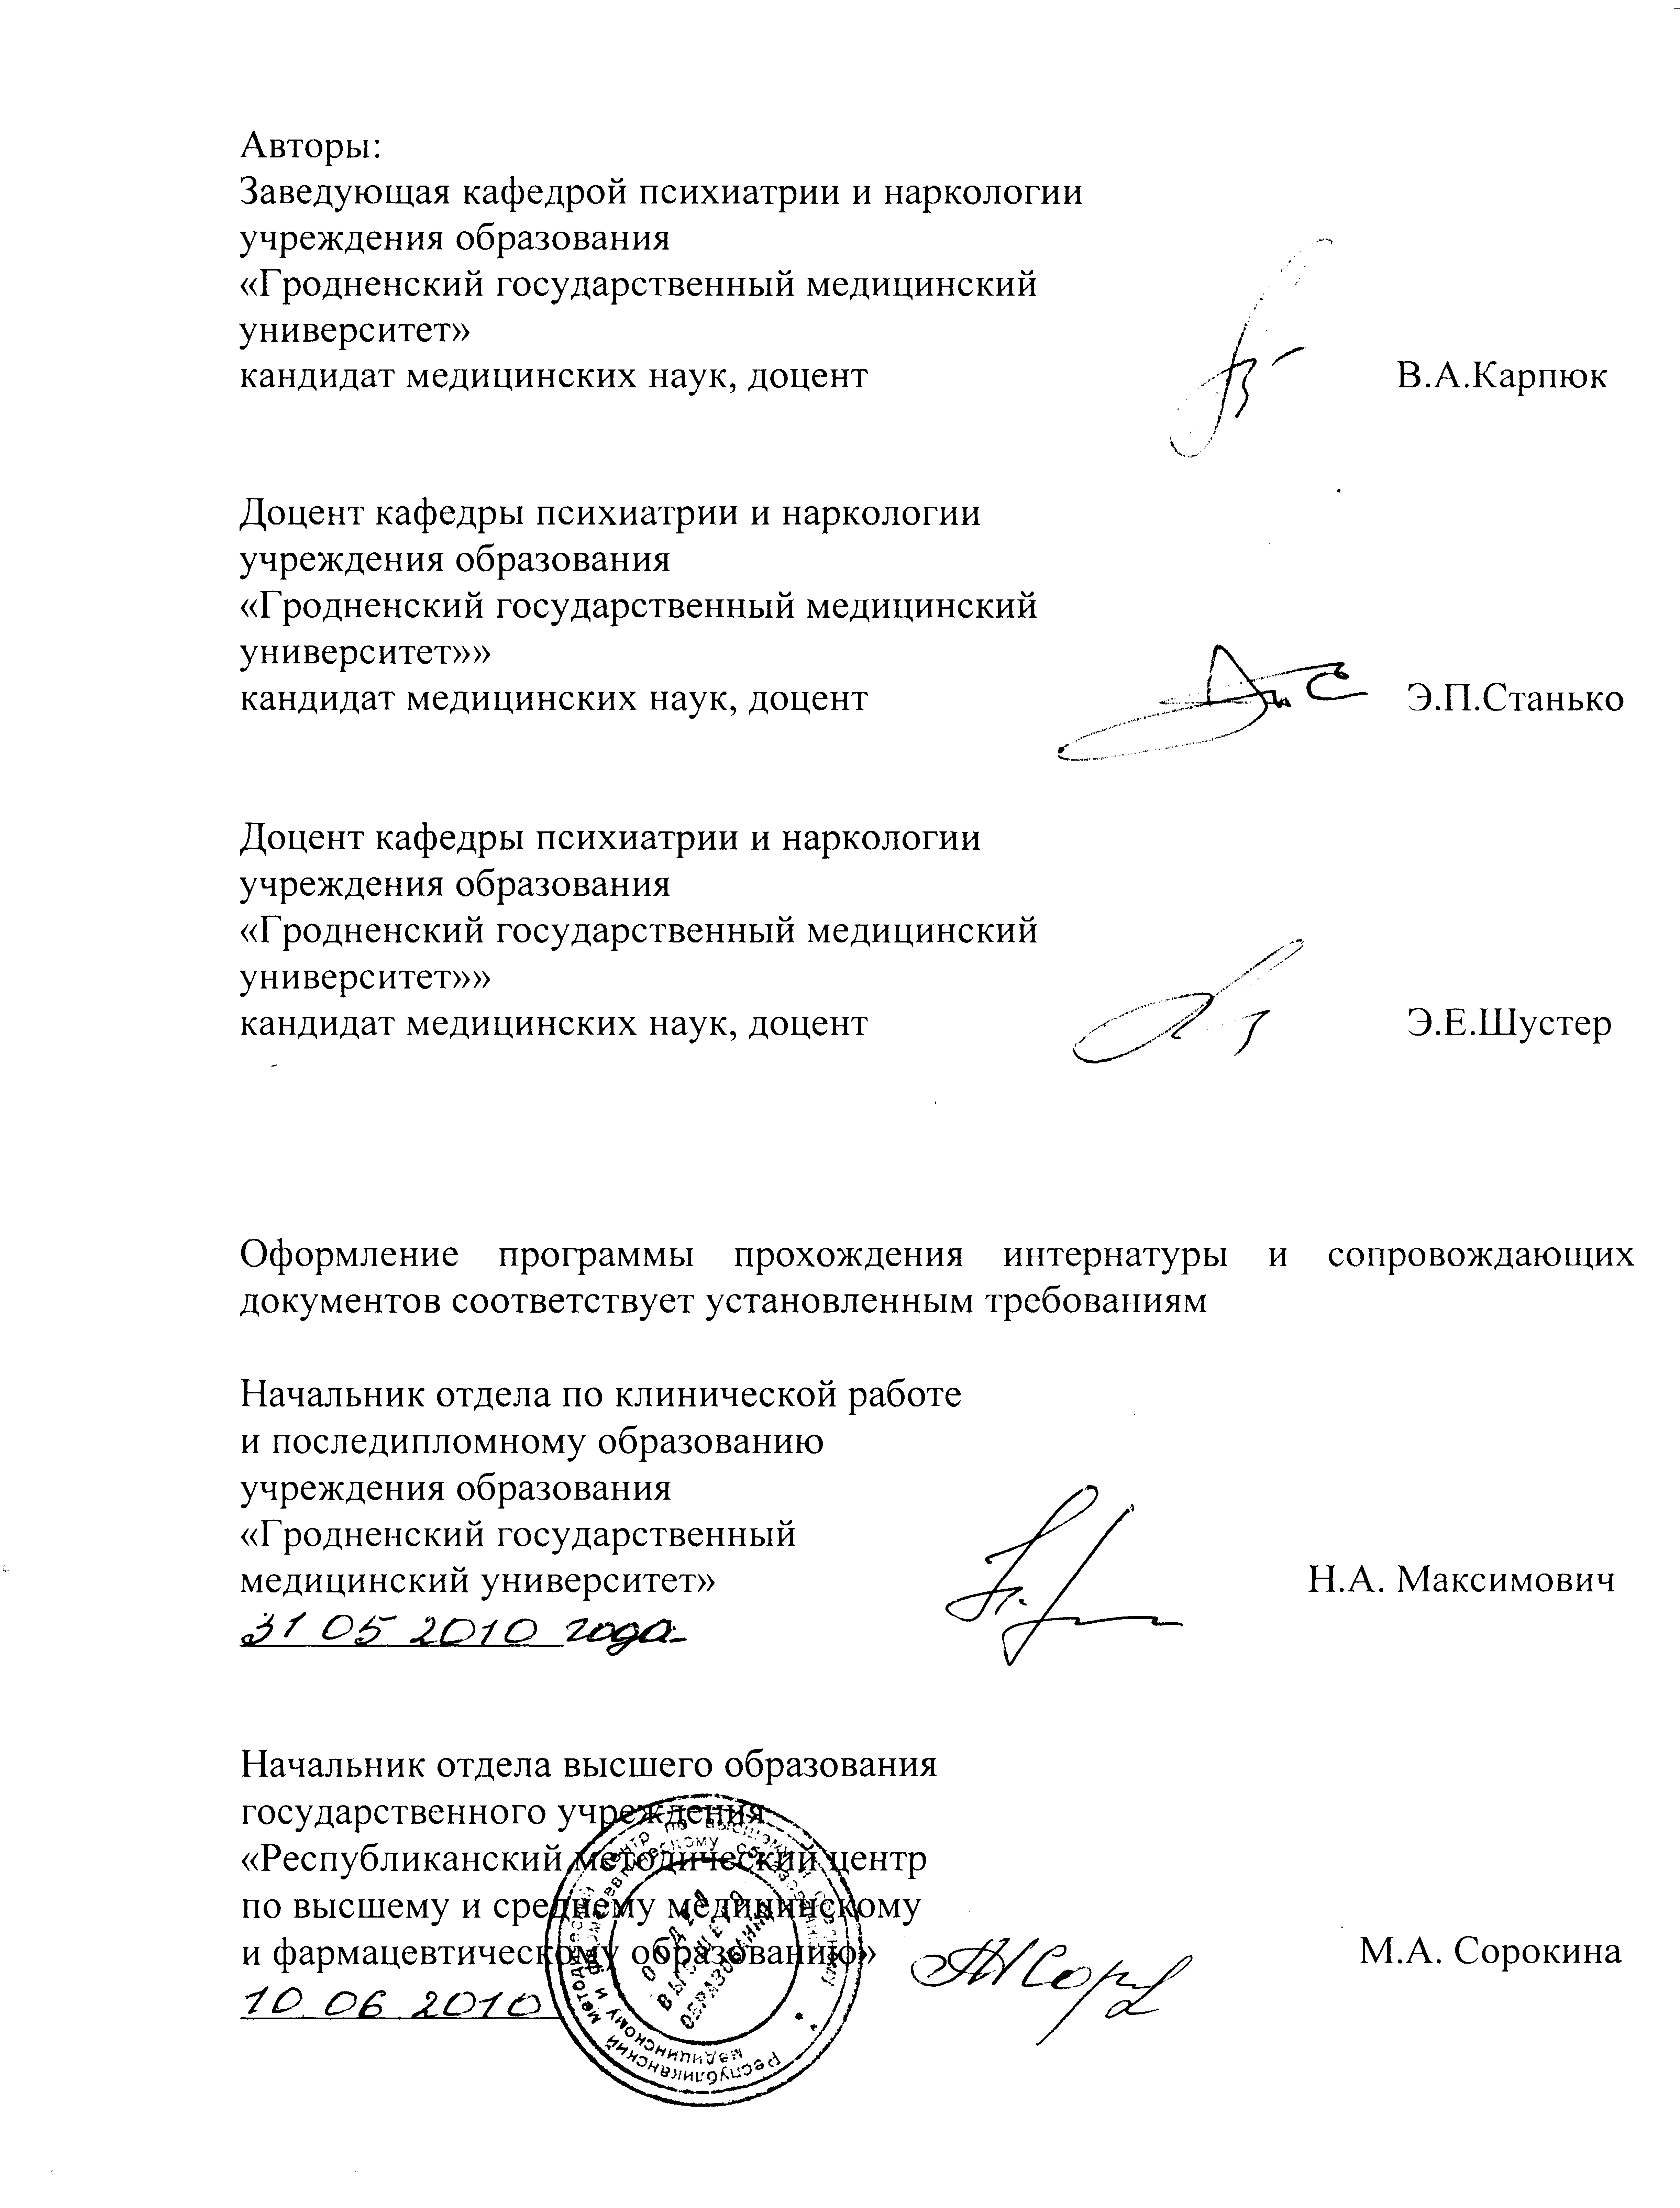 Авторы:
Заведующая кафедрой психиатрии и наркологии
учреждения образования
«Гродненский государственный медицинский
университет»
кандидат медицинских наук, доцент В.А.Карпюк
Доцент кафедры психиатрии и наркологии
учреждения образования
«Гродненский государственный медицинский
университет»»
кандидат медицинских наук, доцент Э.П.Станько
Доцент кафедры психиатрии и наркологии
учреждения образования
«Гродненский государственный медицинский
университет»»
кандидат медицинских наук, доцент Э.Е.Шустер
Оформление программы прохождения интернатуры и сопровождающих
документов соответствует установленным требованиям
Начальник отдела по клинической работе
и последипломному образованию
учреждения образования
«Гродненский государственный
медицинский университет» Н.А. Максимович
31 05 2010 года
Начальник отдела высшего образования
государственного учреждения
«Республиканский методический центр
по высшему и среднему медицинскому
и фармацевтическому образованию» М.А. Сорокина
10 06 2010
Республиканский методический центр по высшему и среднему
медицинскому и фармацевтическому образованию
ОТДЕЛ
ВЫСШЕГО
ОБРАЗОВАНИЯ